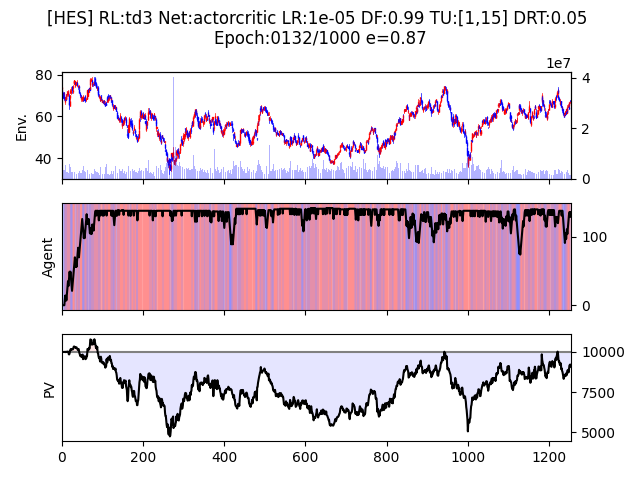 [HES] RL:td3 Net:actorcritic LR:1e-05 DF:0.99 TU:[1,15] DRT:0.05
Epoch:0132/1000 e=0.87
1e7
80
60
40
Env.
4
2
0
Agent
100
0
PV
10000
7500
5000
0 200 400 600 800 1000 1200